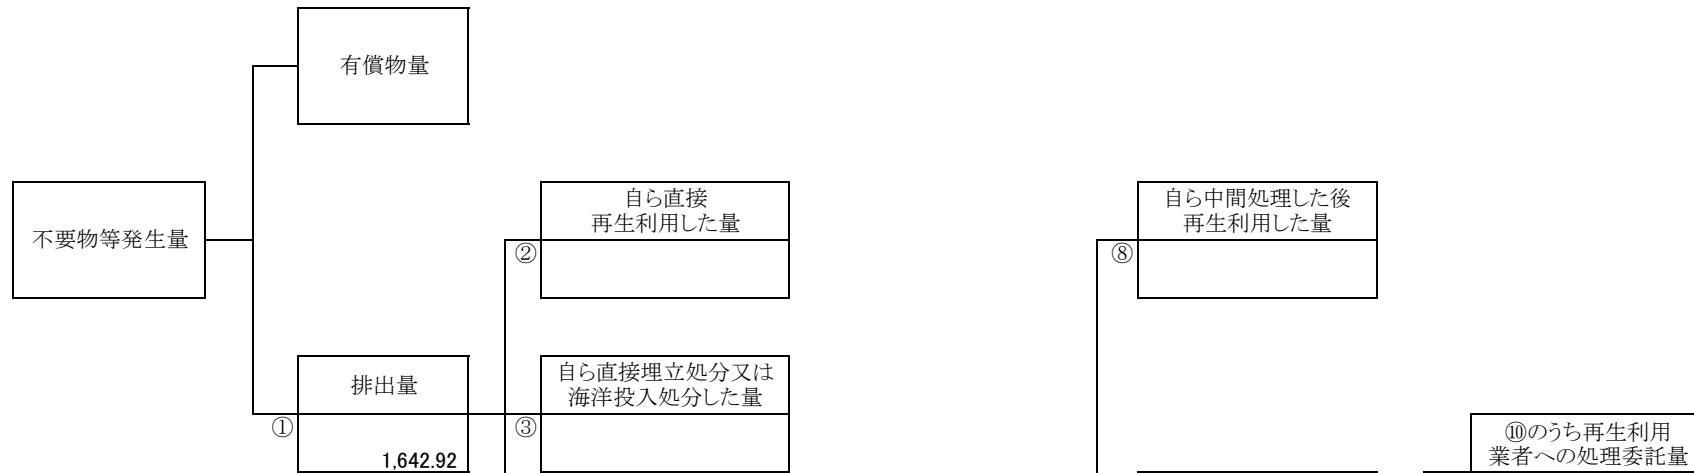 有償物量
不要物等発生量
自ら直接
再生利用した量
②
自ら中間処理した後
再生利用した量
⑧
排出量
①
1,642.92
自ら直接埋立処分又は
海洋投入処分した量
③
⑩のうち再生利用
業者への処理委託量